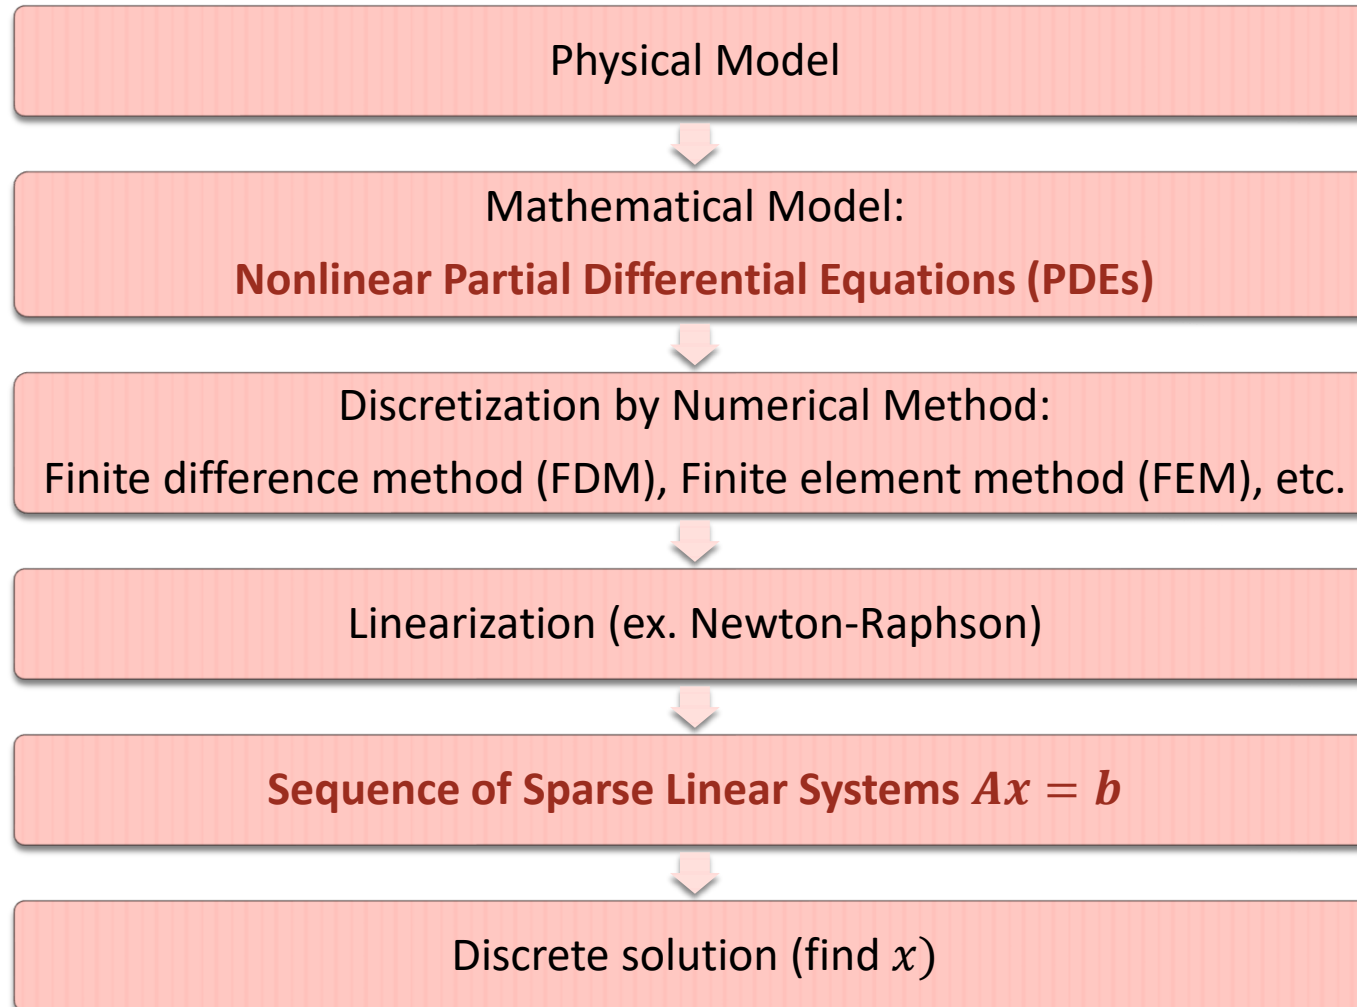 Physical Model
Mathematical Model:
Nonlinear Partial Differential Equations (PDEs)
Discretization by Numerical Method:
Finite difference method (FDM), Finite element method (FEM), etc.
Linearization (ex. Newton-Raphson)
Sequence of Sparse Linear Systems 𝑨𝒙 = 𝒃
Discrete solution (find 𝑥)